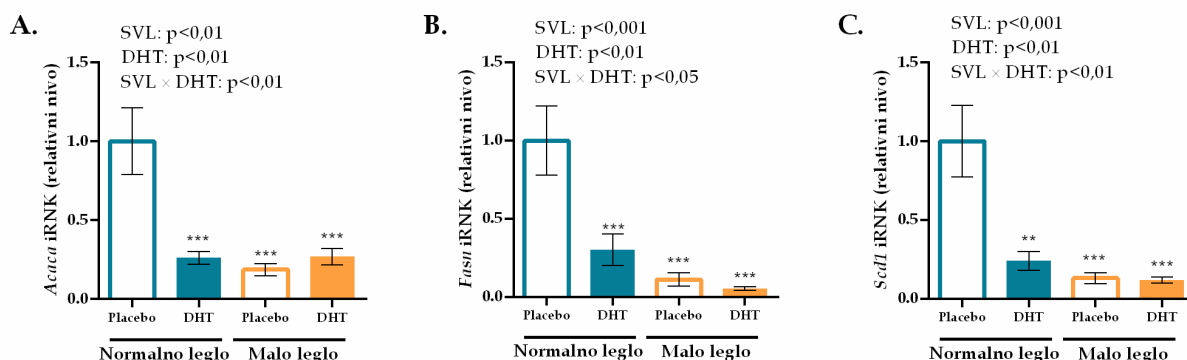 A.
SVL: p<0,01
DHT: p<0,01
SVL × DHT: p<0,01
Acaca iRNK (relativni nivo)
1.5
1.0
0.5
0.0
***
***
***
Placebo DHT Placebo DHT
Normalno leglo Malo leglo
B.
SVL: p<0,001
DHT: p<0,01
SVL × DHT: p<0,05
Fasn iRNK (relativni nivo)
1.5
1.0
0.5
0.0
***
***
***
Placebo DHT Placebo DHT
Normalno leglo Malo leglo
C.
SVL: p<0,001
DHT: p<0,01
SVL × DHT: p<0,01
Scd1 iRNK (relativni nivo)
1.5
1.0
0.5
0.0
**
***
***
Placebo DHT Placebo DHT
Normalno leglo Malo leglo